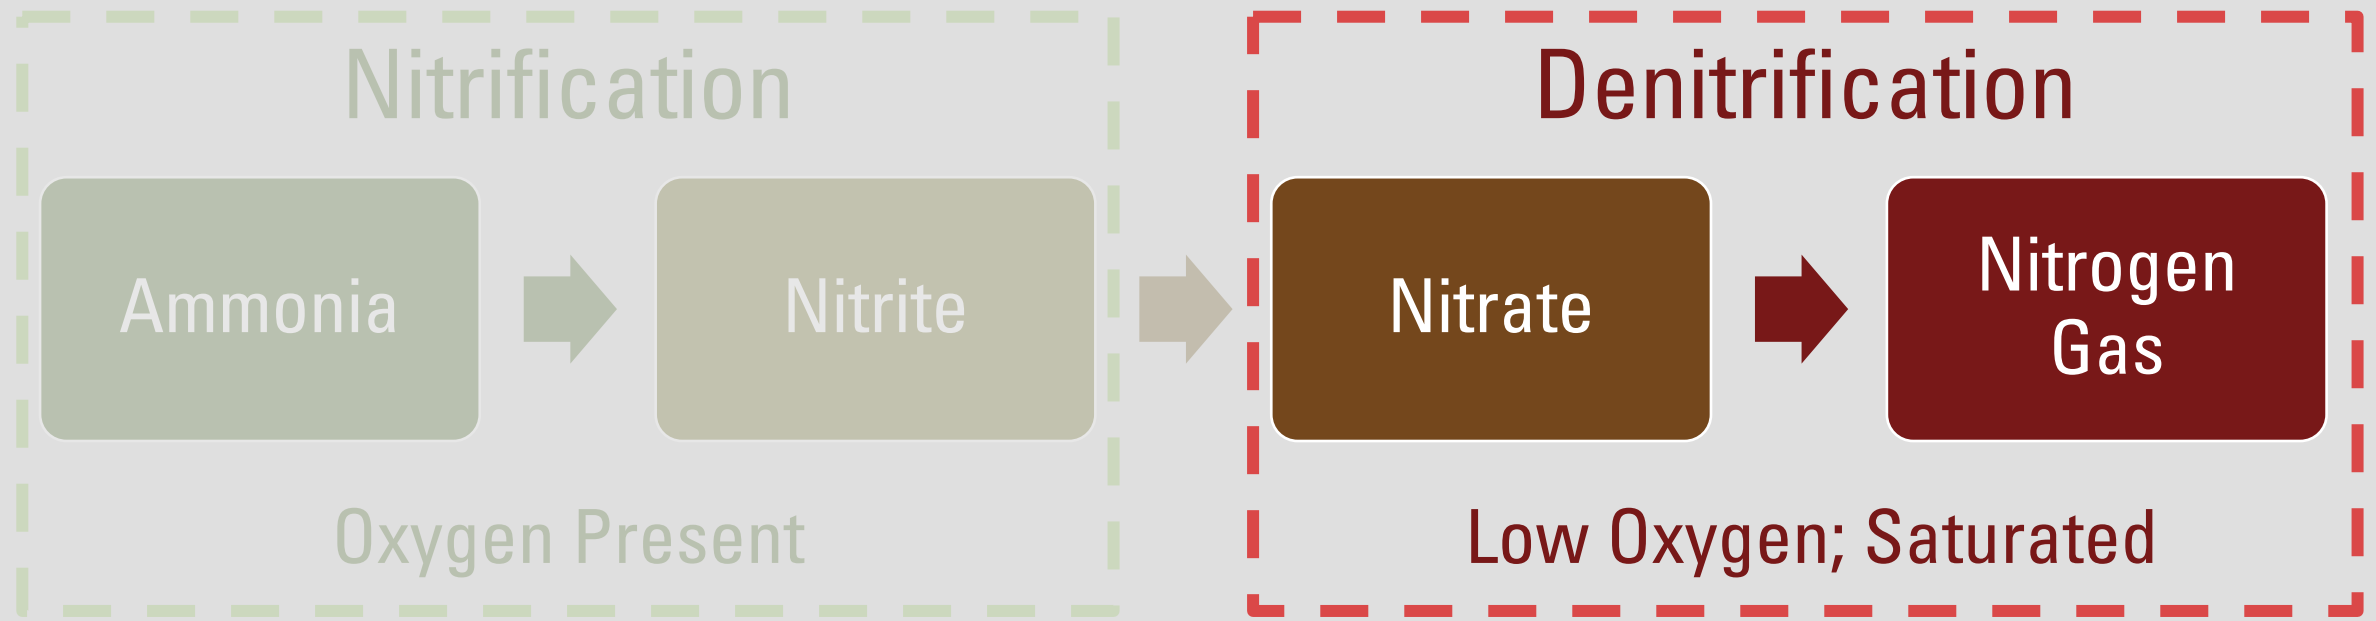 Nitrification
Ammonia
Nitrite
Oxygen Present
Denitrification
Nitrate
Nitrogen
Gas
Low Oxygen; Saturated